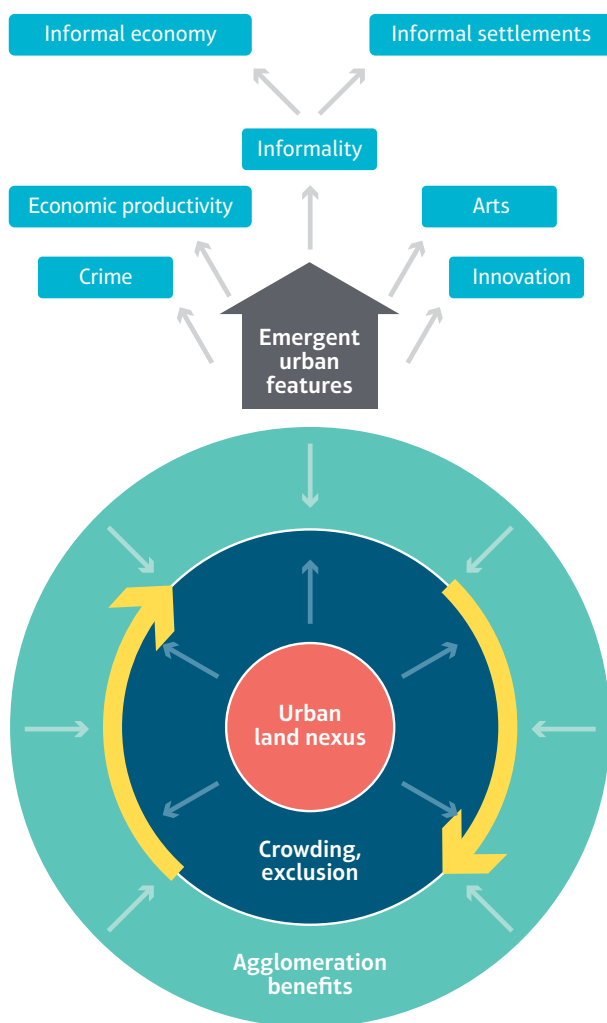 Informal economy
Informal settlements
Informality
Economic productivity
Arts
Crime
Innovation
Emergent
urban
features
Urban
land nexus
Crowding,
exclusion
Agglomeration
benefits